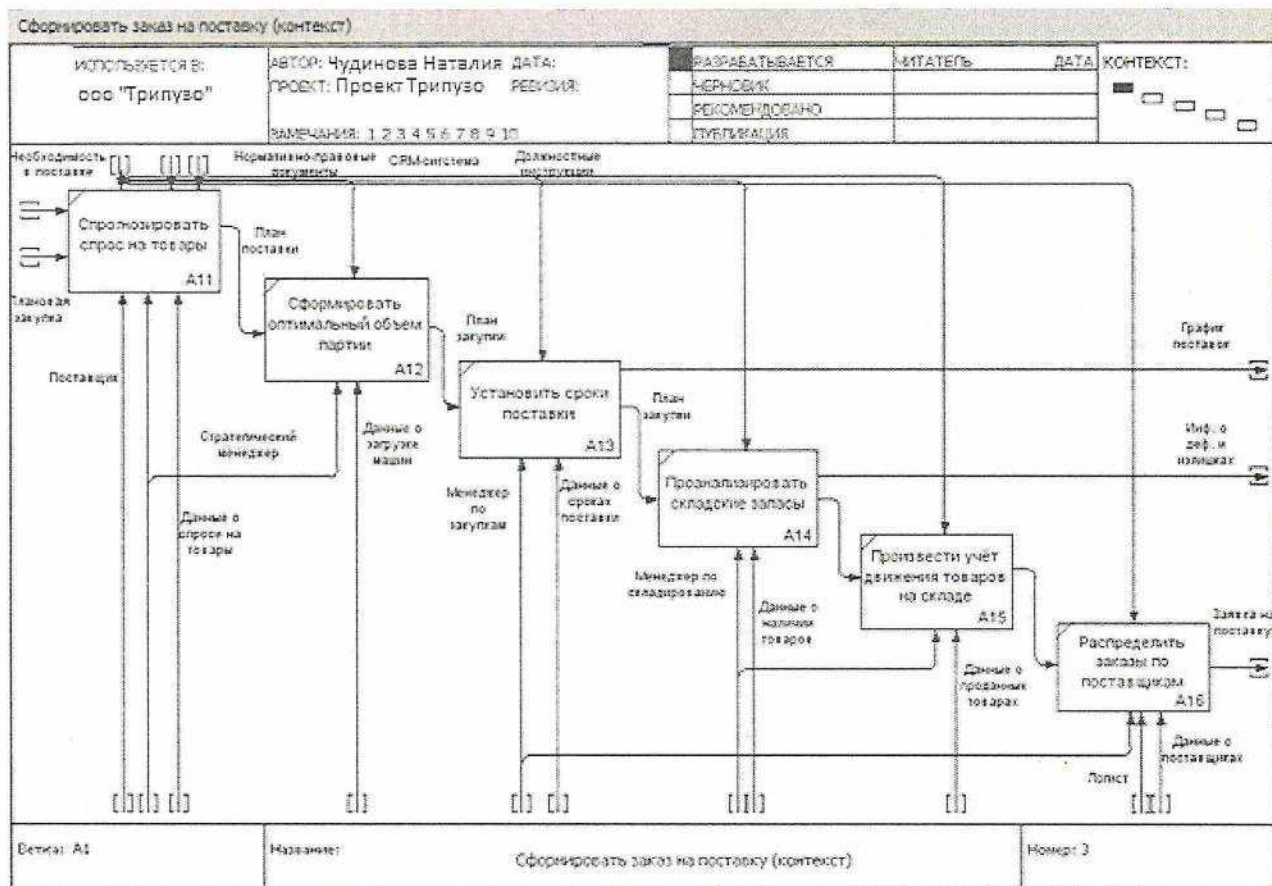 Сформировать заказ на поставку (контекст)
ИСПОЛЬЗУЕТСЯ В:
ооо "Трипузо"
АВТОР: Чудинова Наталия ДАТА:
ПРОЕКТ: Проект Трипузо РЕВИЗИЯ:
ЗАМЕЧАНИЯ: 1 2 3 4 5 6 7 8 9 10
РАЗРАБАТЫВАЕТСЯ
ЧЕРНОВИК
РЕКОМЕНДОВАНО
ПУБЛИКАЦИЯ
ЧИТАТЕЛЬ ДАТА
КОНТЕКСТ:
Необходимость
в поставке
Нормативно-правовые
документы
CRM-система
Должностные
инструкции
Спрогнозировать
спрос на товары
A11
План
поставки
Плановая
закупка
Сформировать
оптимальный объем
партии
A12
План
закупки
График
поставок
Поставщик
Установить сроки
поставки
A13
План
закупки
Стратегический
менеджер
Данные о
загрузке
машин
Инф. о
деф. и
излишках
Проанализировать
складские запасы
A14
Менеджер
по
закупкам
Данные о
сроках
поставки
Данные о
спросе на
товары
Произвести учёт
движения товаров
на складе
A15
Менеджер по
складирование
Данные о
наличии
товаров
Заявка на
поставку
Распределить
заказы по
поставщикам
A16
Данные о
проданных
товарах
Данные о
поставщиках
Логист
Ветка: A1
Название:
Сформировать заказ на поставку (контекст)
Номер: 3